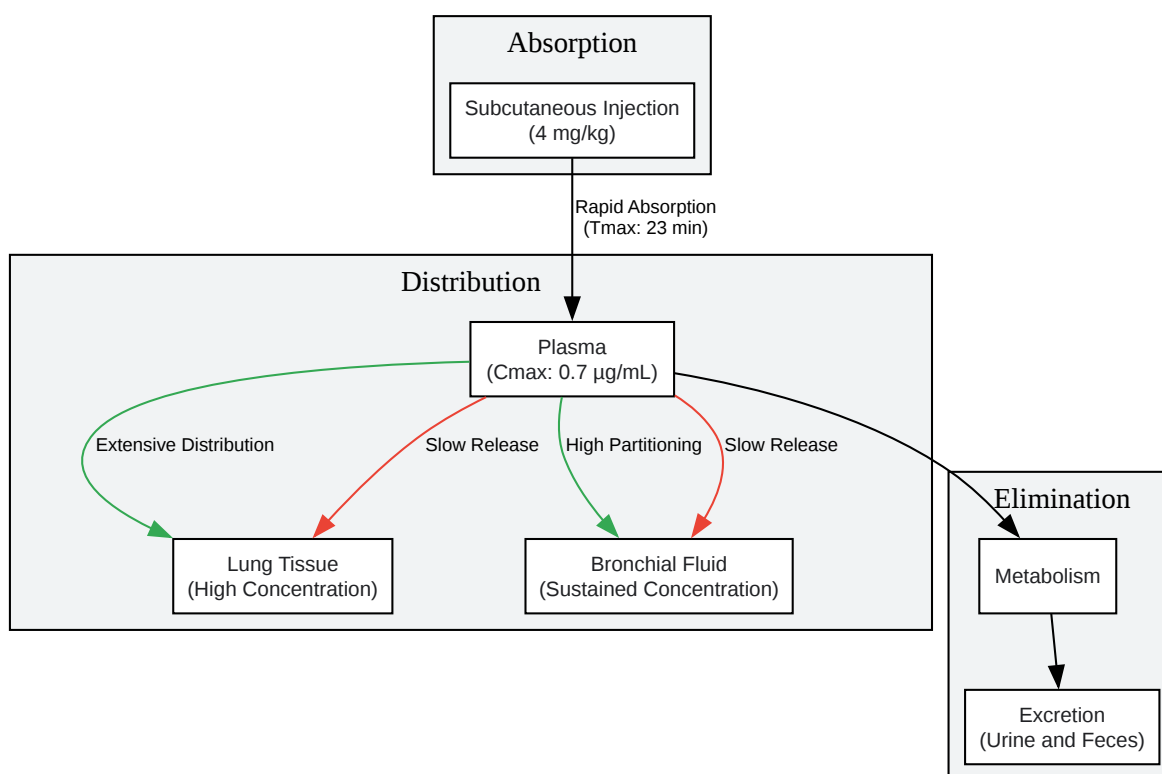 Absorption
Subcutaneous Injection
(4 mg/kg)
Rapid Absorption
(Tmax: 23 min)
Distribution
Plasma
(Cmax: 0.7 µg/mL)
Extensive Distribution
Slow Release
High Partitioning
Slow Release
Lung Tissue
(High Concentration)
Bronchial Fluid
(Sustained Concentration)
Elimination
Metabolism
Excretion
(Urine and Feces)